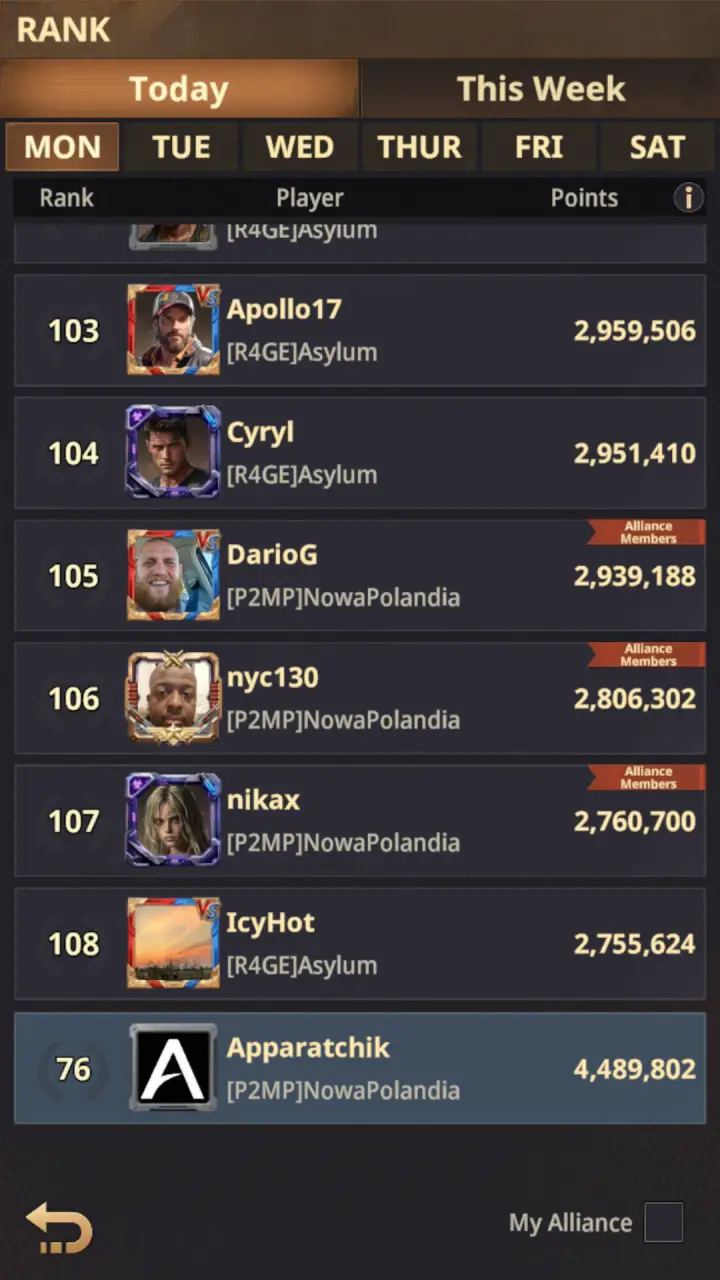 RANK
Today
This Week
MON
TUE
WED
THUR
FRI
SAT
Rank
Player
Points
i
[R4GE]Asylum
103
VS
Apollo17
[R4GE]Asylum
2,959,506
104
Cyryl
[R4GE]Asylum
2,951,410
105
VS
DarioG
[P2MP]NowaPolandia
Alliance
Members
2,939,188
106
nyc130
[P2MP]NowaPolandia
Alliance
Members
2,806,302
107
nikax
[P2MP]NowaPolandia
Alliance
Members
2,760,700
108
VS
IcyHot
[R4GE]Asylum
2,755,624
76
A
Apparatchik
[P2MP]NowaPolandia
4,489,802
My Alliance